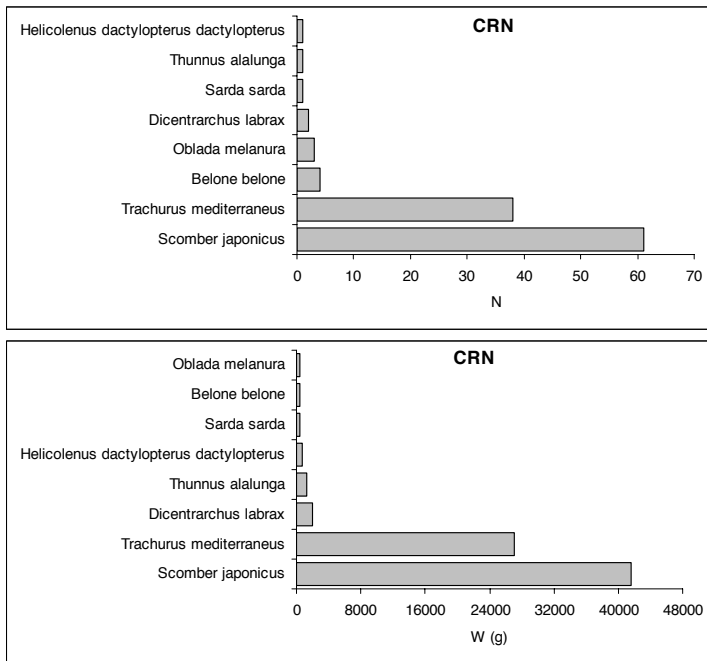 CRN
Helicolenus dactylopterus dactylopterus
Thunnus alalunga
Sarda sarda
Dicentrarchus labrax
Oblada melanura
Belone belone
Trachurus mediterraneus
Scomber japonicus
0 10 20 30 40 50 60 70
N
CRN
Oblada melanura
Belone belone
Sarda sarda
Helicolenus dactylopterus dactylopterus
Thunnus alalunga
Dicentrarchus labrax
Trachurus mediterraneus
Scomber japonicus
0 8000 16000 24000 32000 40000 48000
W (g)